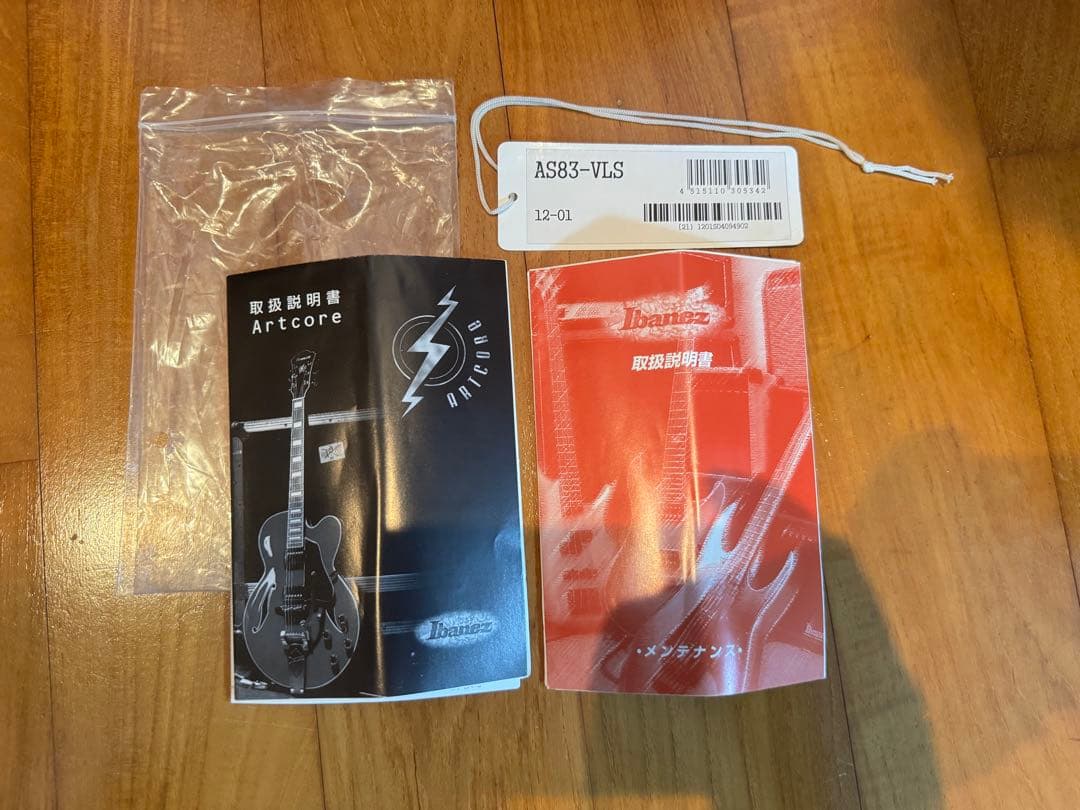 AS83-VLS
4 515110 305342
12-01
(21) 1201S04094902
取扱説明書
Artcore
ARTCORE
Ibanez
Ibanez
取扱説明書
・メンテナンス・